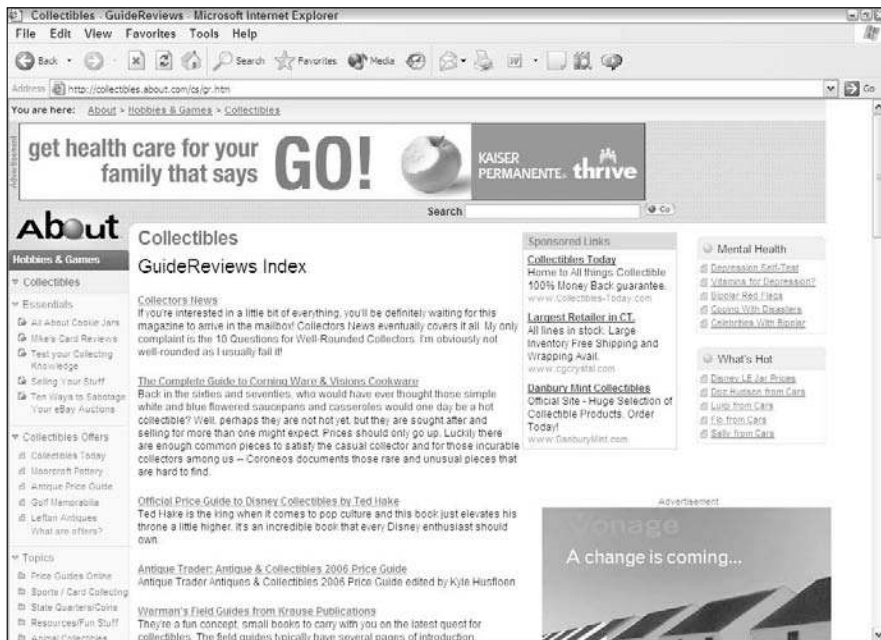 Collectibles - GuideReviews - Microsoft Internet Explorer
File Edit View Favorites Tools Help
Back Search Favorites Media
Address http://collectibles.about.com/cs/gr.htm Go
You are here: About > Hobbies & Games > Collectibles
Advertisement
get health care for your
family that says
GO!
KAISER
PERMANENTE. thrive
Search Go
About
Hobbies & Games
Collectibles
Essentials
All About Cookie Jars
Mike's Card Reviews
Test your Collecting
Knowledge
Selling Your Stuff
Ten Ways to Sabotage
Your eBay Auctions
Collectibles Offers
Collectibles Today
Moorcroft Pottery
Antique Price Guide
Golf Memorabilia
Lefton Antiques
What are offers?
Topics
Price Guides Online
Sports / Card Collecting
State Quarters/Coins
Resources/Fun Stuff
Animal Collectibles
Collectibles
GuideReviews Index
Collectors News
If you're interested in a little bit of everything, you'll be definitely waiting for this
magazine to arrive in the mailbox! Collectors News eventually covers it all. My only
complaint is the 10 Questions for Well-Rounded Collectors. I'm obviously not
well-rounded as I usually fail it!
The Complete Guide to Corning Ware & Visions Cookware
Back in the sixties and seventies, who would have ever thought those simple
white and blue flowered saucepans and casseroles would one day be a hot
collectible? Well, perhaps they are not hot yet, but they are sought after and
selling for more than one might expect. Prices should only go up. Luckily there
are enough common pieces to satisfy the casual collector and for those incurable
collectors among us -- Coroneos documents those rare and unusual pieces that
are hard to find.
Official Price Guide to Disney Collectibles by Ted Hake
Ted Hake is the king when it comes to pop culture and this book just elevates his
throne a little higher. It's an incredible book that every Disney enthusiast should
own.
Antique Trader: Antique & Collectibles 2006 Price Guide
Antique Trader Antiques & Collectibles 2006 Price Guide edited by Kyle Husfloen
Warman's Field Guides from Krause Publications
They're a fun concept, small books to carry with you on the latest quest for
collectibles. The field guides typically have several pages of introduction,
Sponsored Links
Collectibles Today
Home to All things Collectible
100% Money Back guarantee.
www.Collectibles-Today.com
Largest Retailer in CT.
All lines in stock. Large
Inventory Free Shipping and
Wrapping Avail.
www.cgcrystal.com
Danbury Mint Collectibles
Official Site - Huge Selection of
Collectible Products. Order
Today!
www.DanburyMint.com
Mental Health
Depression Self-Test
Vitamins for Depression?
Bipolar Red Flags
Coping With Disasters
Celebrities With Bipolar
What's Hot
Disney LE Jar Prices
Doc Hudson from Cars
Luigi from Cars
Flo from Cars
Sally from Cars
Advertisement
Vonage
A change is coming...